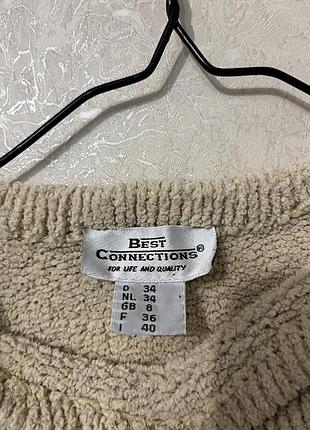 BEST
CONNECTIONS®
FOR LIFE AND QUALITY
D 34
NL 34
GB 8
F 36
I 40